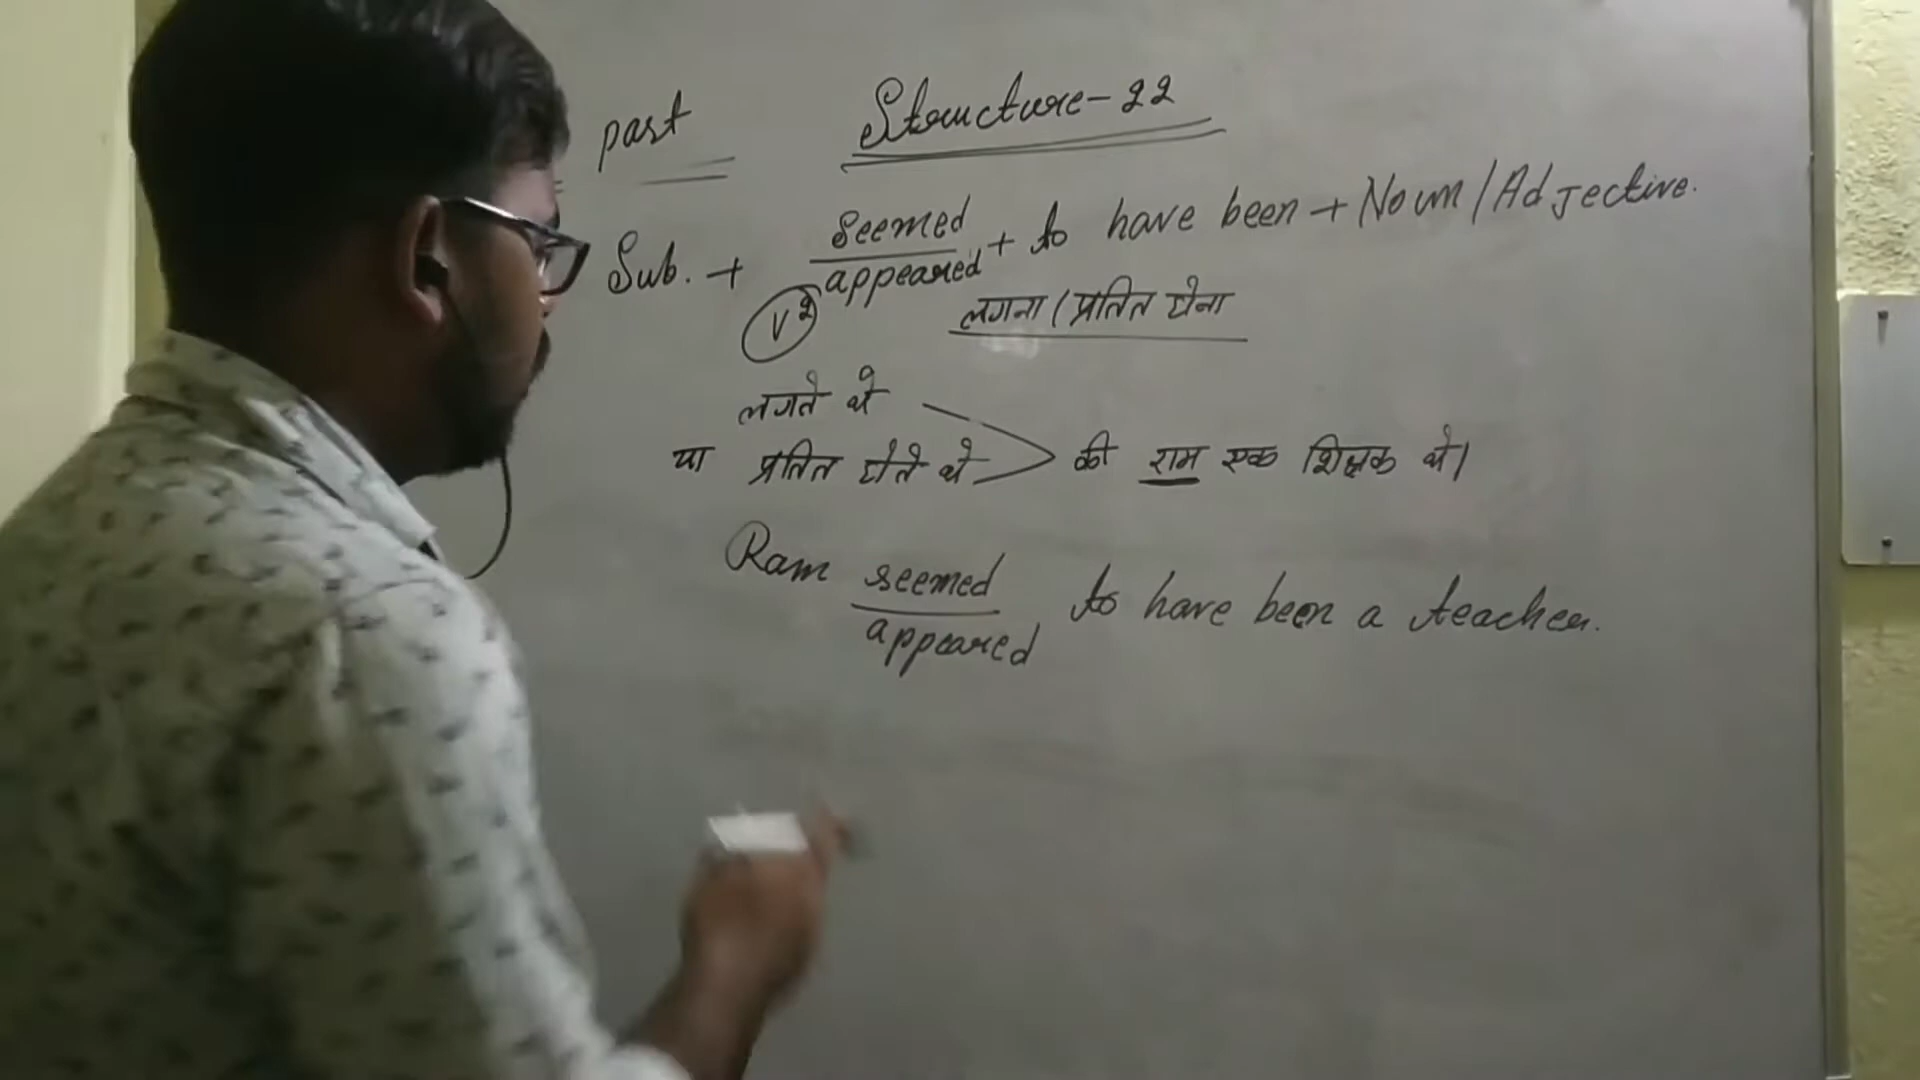 past Structure-22
Sub. + seemed/appeared + to have been + Noun/Adjective.
V² लगना/प्रतित होना
लगते थे
या प्रतित होते थे की राम एक शिक्षक थे।
Ram seemed/appeared to have been a teacher.